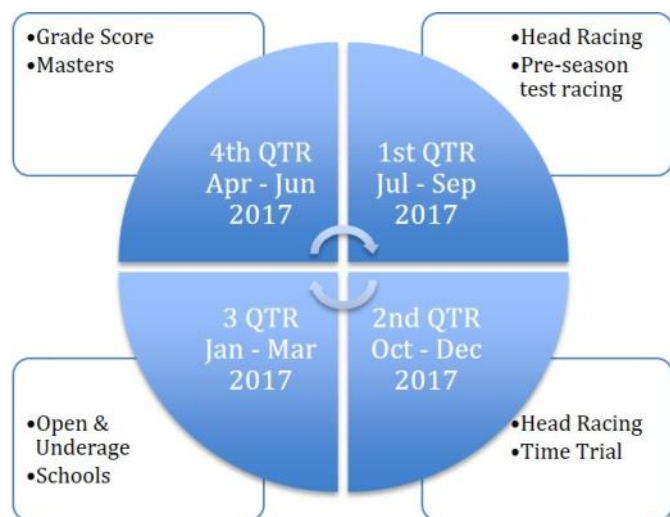 •Grade Score
•Masters
•Head Racing
•Pre-season
test racing
4th QTR
Apr - Jun
2017
1st QTR
Jul - Sep
2017
3 QTR
Jan - Mar
2017
2nd QTR
Oct - Dec
2017
•Open &
Underage
•Schools
•Head Racing
•Time Trial